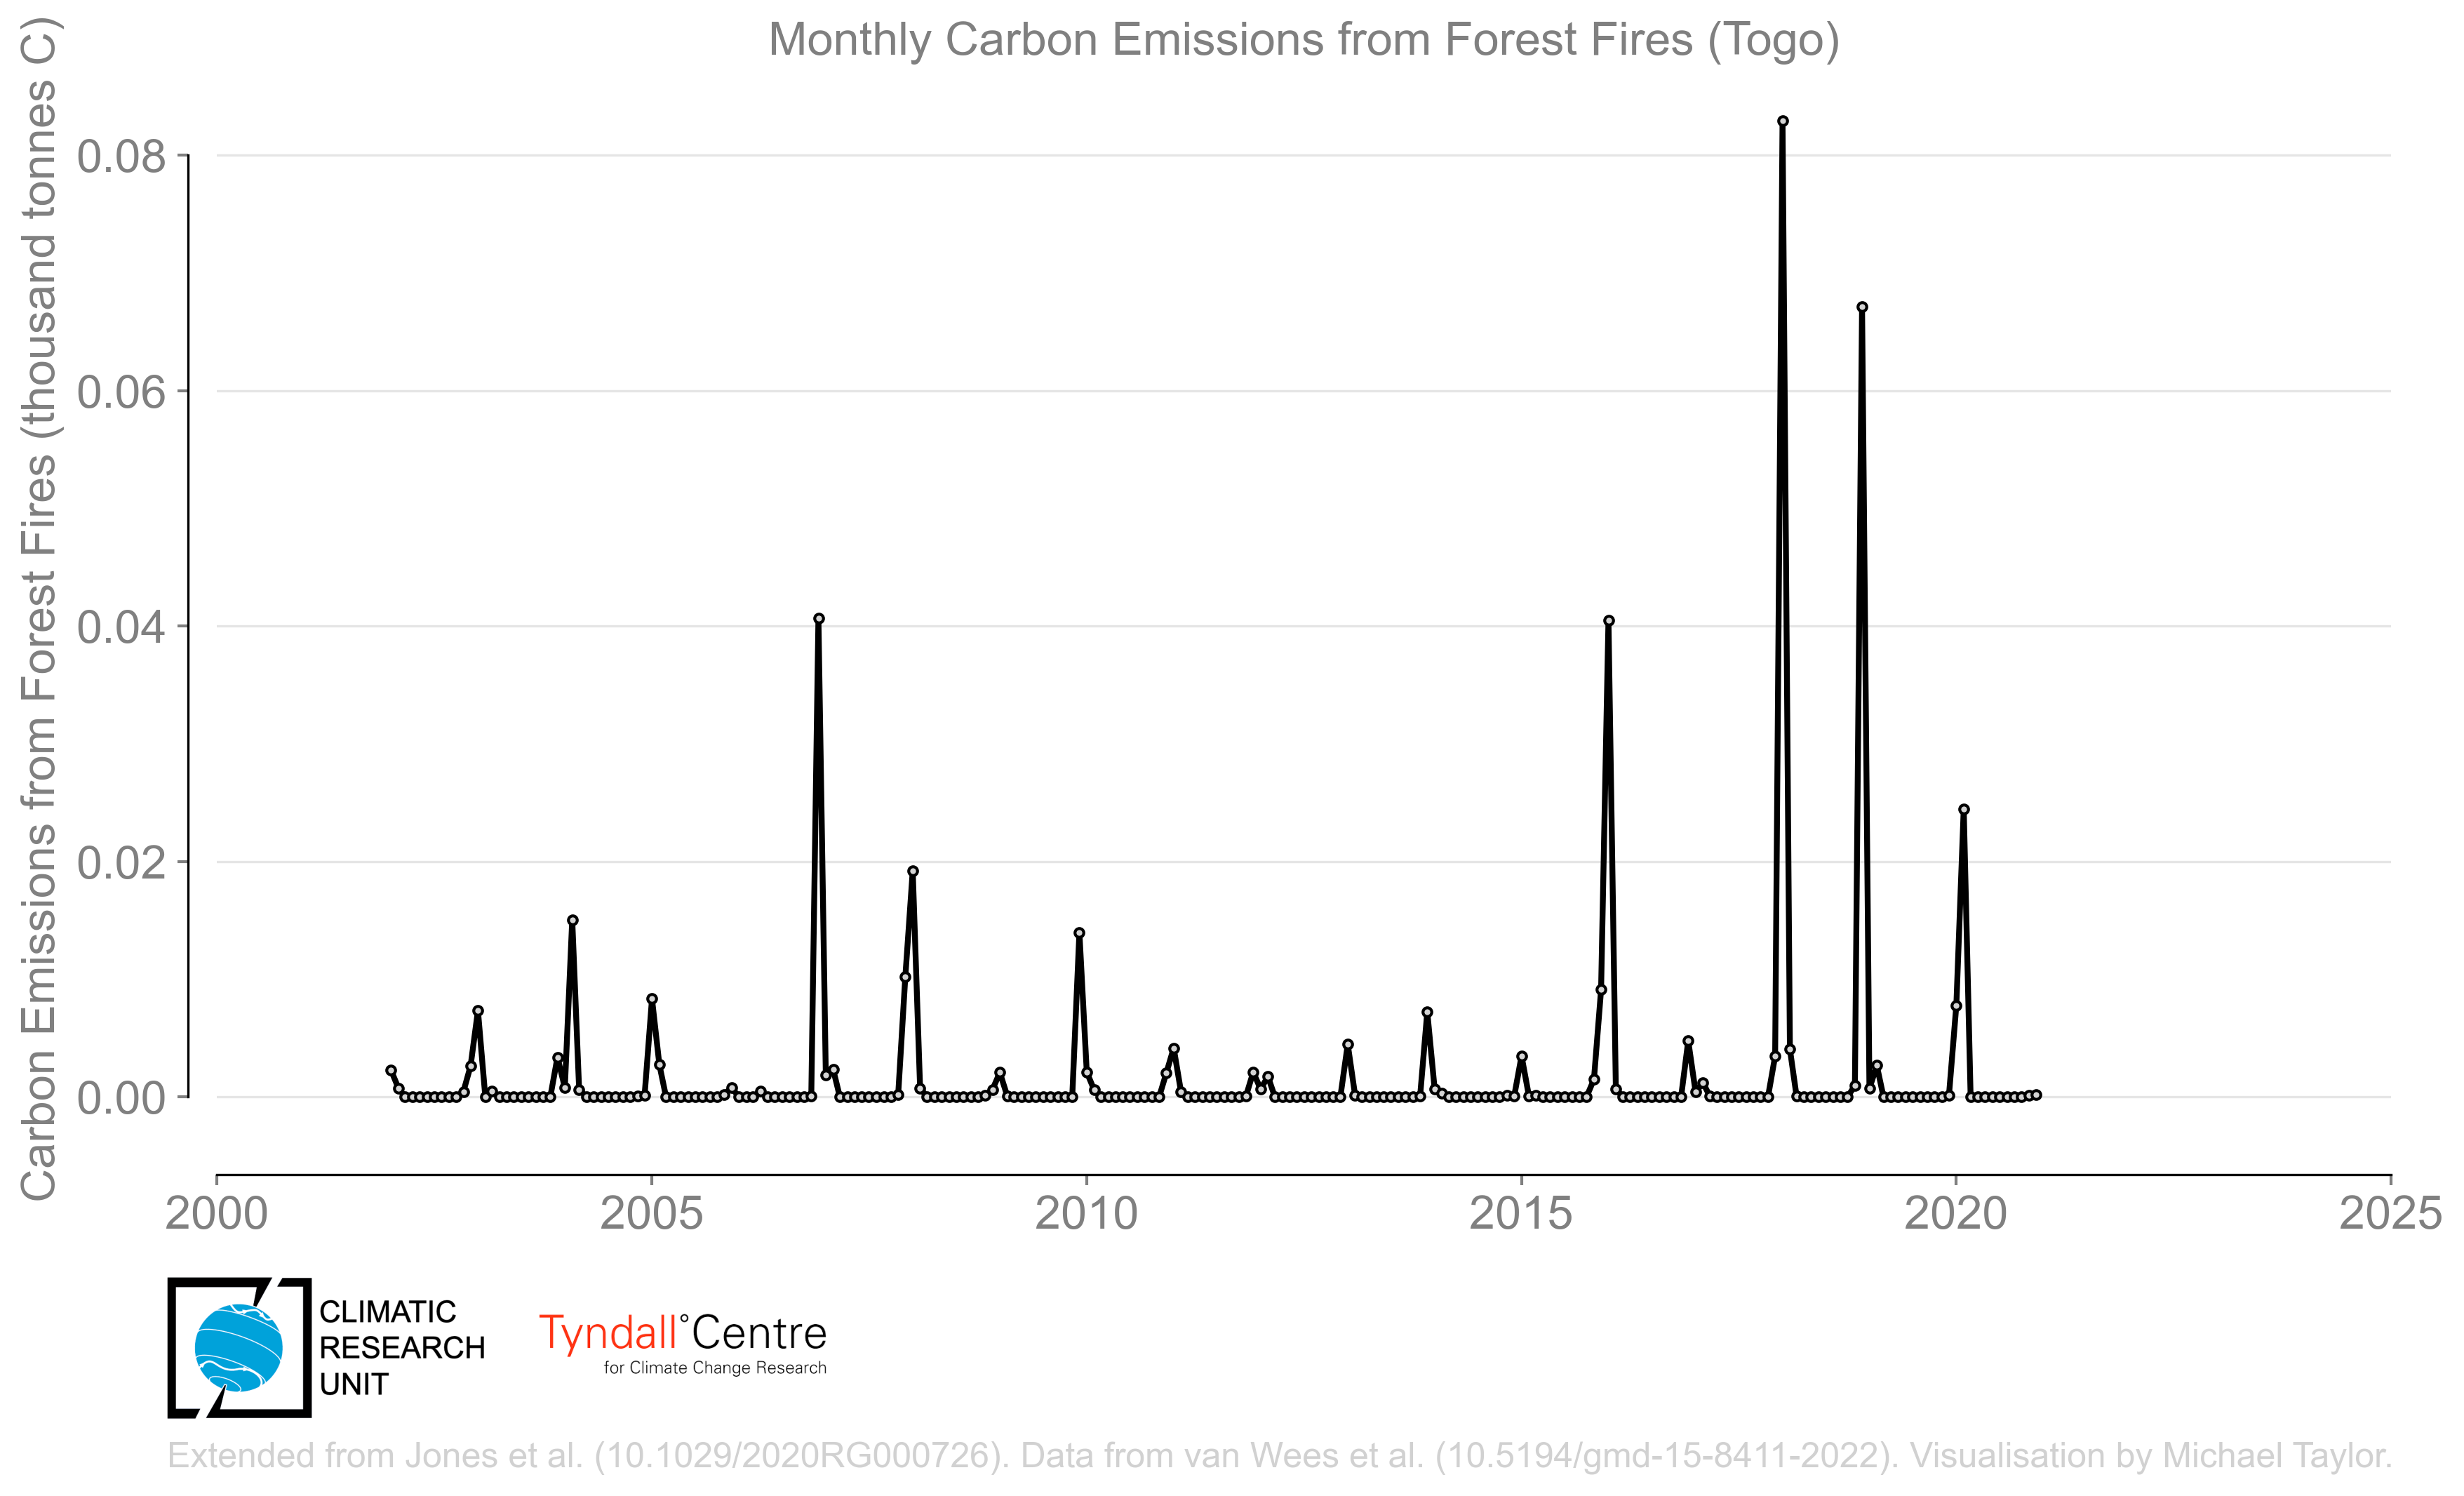 Monthly Carbon Emissions from Forest Fires (Togo)
Carbon Emissions from Forest Fires (thousand tonnes C)
0.08
0.06
0.04
0.02
0.00
2000 2005 2010 2015 2020 2025
CLIMATIC
RESEARCH
UNIT
Tyndall°Centre
for Climate Change Research
Extended from Jones et al. (10.1029/2020RG000726). Data from van Wees et al. (10.5194/gmd-15-8411-2022). Visualisation by Michael Taylor.